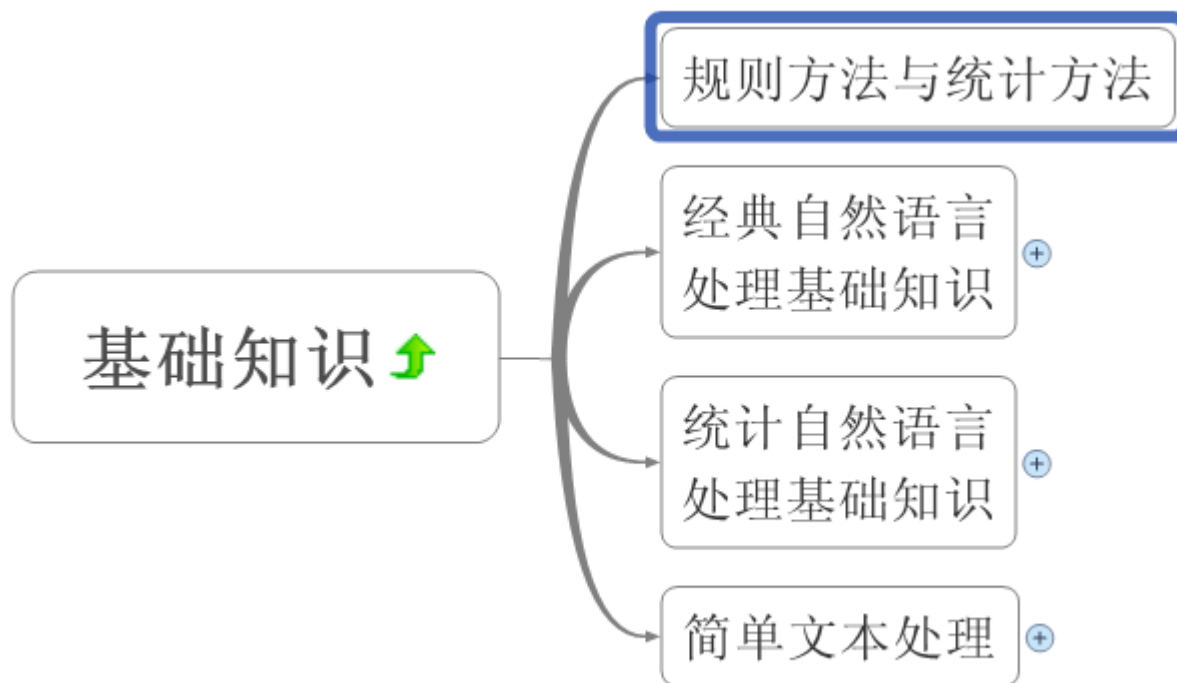 规则方法与统计方法
经典自然语言
处理基础知识
基础知识
统计自然语言
处理基础知识
简单文本处理